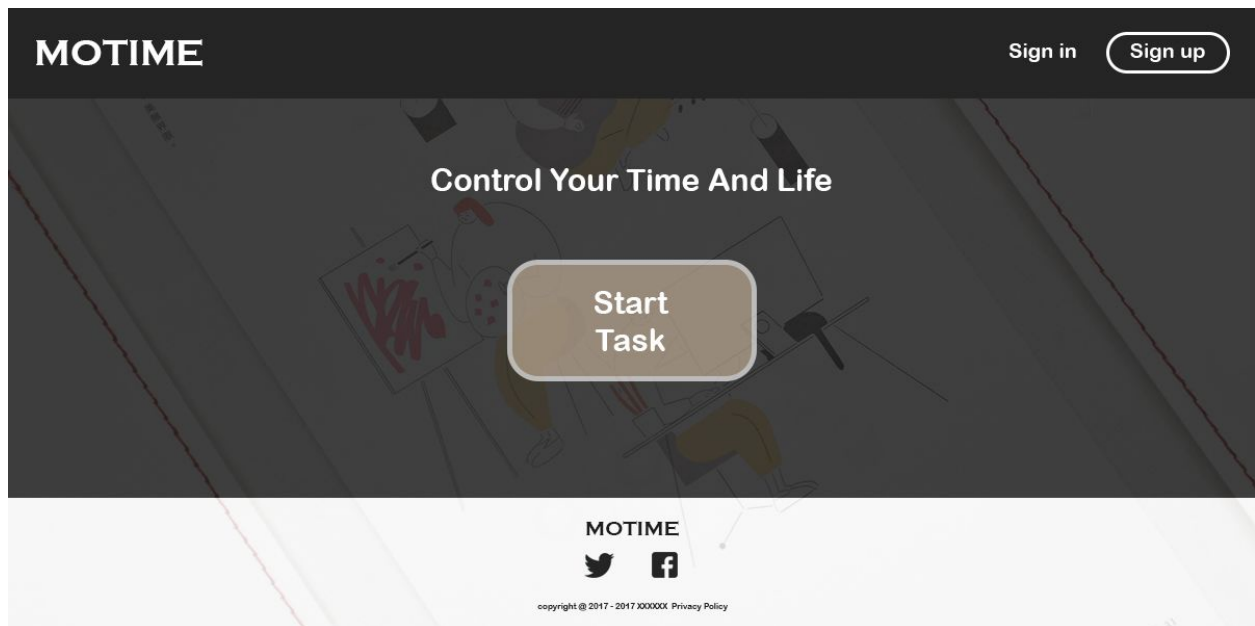 MOTIME
Sign in
Sign up
Control Your Time And Life
Start
Task
MOTIME
copyright @ 2017 - 2017 XXXXXX Privacy Policy